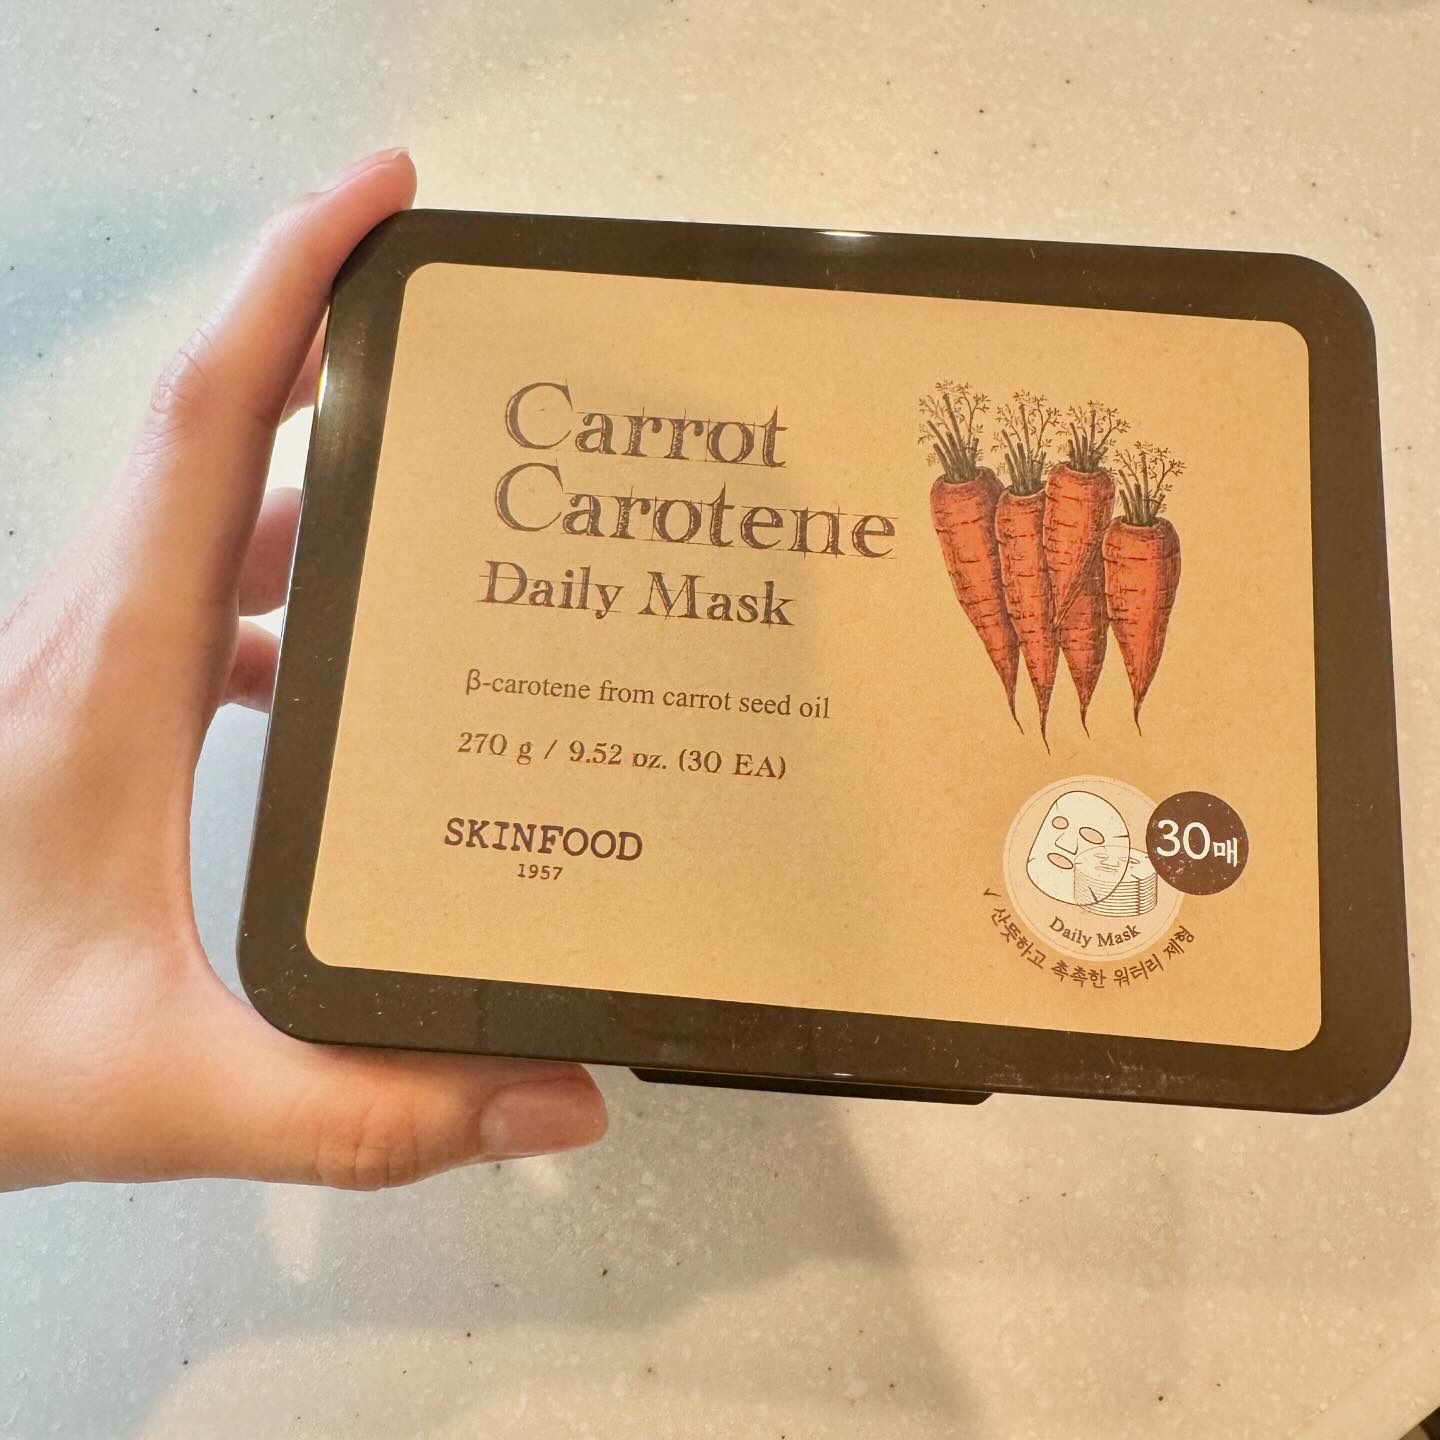 Carrot
Carotene
Daily Mask
β-carotene from carrot seed oil
270 g / 9.52 oz. (30 EA)
SKINFOOD
1957
30매
Daily Mask
✓ 산뜻하고 촉촉한 워터리 제형